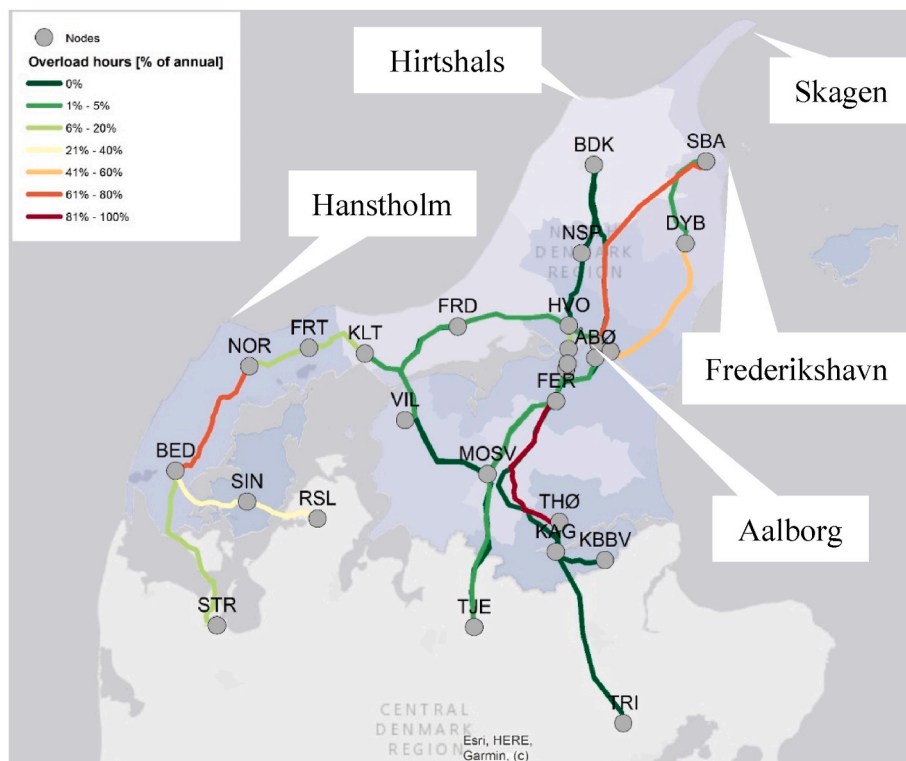 Nodes
Overload hours [% of annual]
0%
1% - 5%
6% - 20%
21% - 40%
41% - 60%
61% - 80%
81% - 100%
Hirtshals
Skagen
Hanstholm
BDK
SBA
NSP
DYB
DENMARK
REGION
FRD
HVO
FRT
KLT
NOR
ABØ
FER
Frederikshavn
VIL
BED
MOSV
SIN
RSL
THØ
KAG
KBBV
Aalborg
STR
TJE
TRI
CENTRAL
DENMARK
REGION
Esri, HERE,
Garmin, (c)